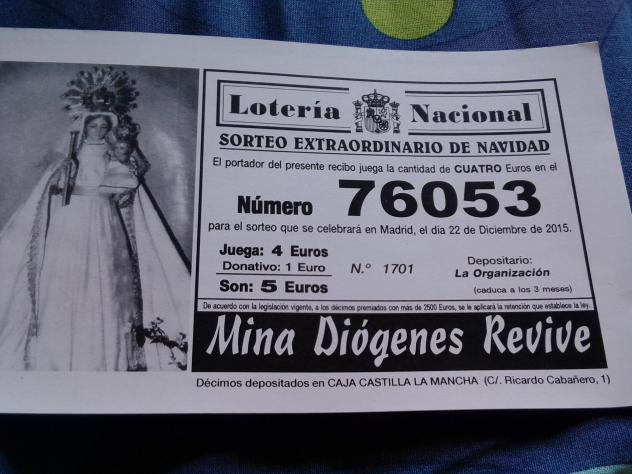 Lotería Nacional
SORTEO EXTRAORDINARIO DE NAVIDAD
El portador del presente recibo juega la cantidad de CUATRO Euros en el
Número 76053
para el sorteo que se celebrará en Madrid, el día 22 de Diciembre de 2015.
Juega: 4 Euros
Donativo: 1 Euro
Son: 5 Euros
N.º 1701
Depositario:
La Organización
(caduca a los 3 meses)
De acuerdo con la legislación vigente, a los décimos premiados con más de 2500 Euros, se le aplicará la retención que establece la ley.
Mina Diógenes Revive
Décimos depositados en CAJA CASTILLA LA MANCHA (C/. Ricardo Cabañero, 1)